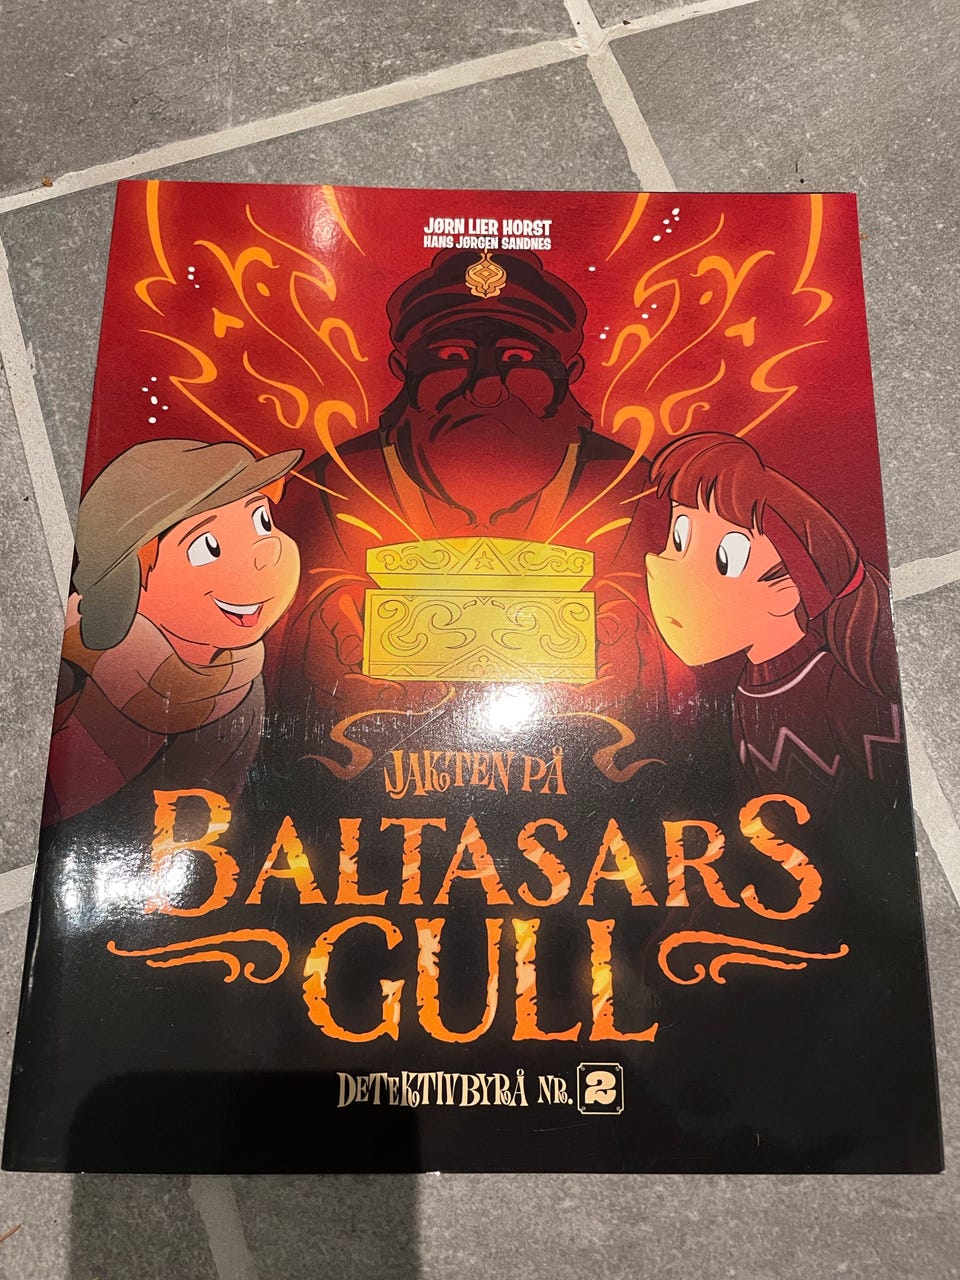 JØRN LIER HORST
HANS JØRGEN SANDNES
JAKTEN PÅ
BALTASARS
GULL
DETEKTIVBYRÅ NR. 2